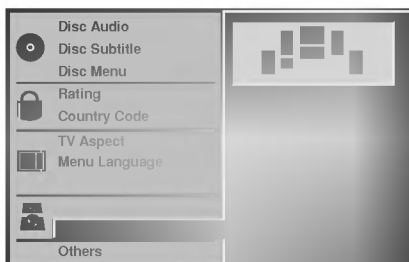 Disc Audio
Disc Subtitle
Disc Menu
Rating
Country Code
TV Aspect
Menu Language
Others